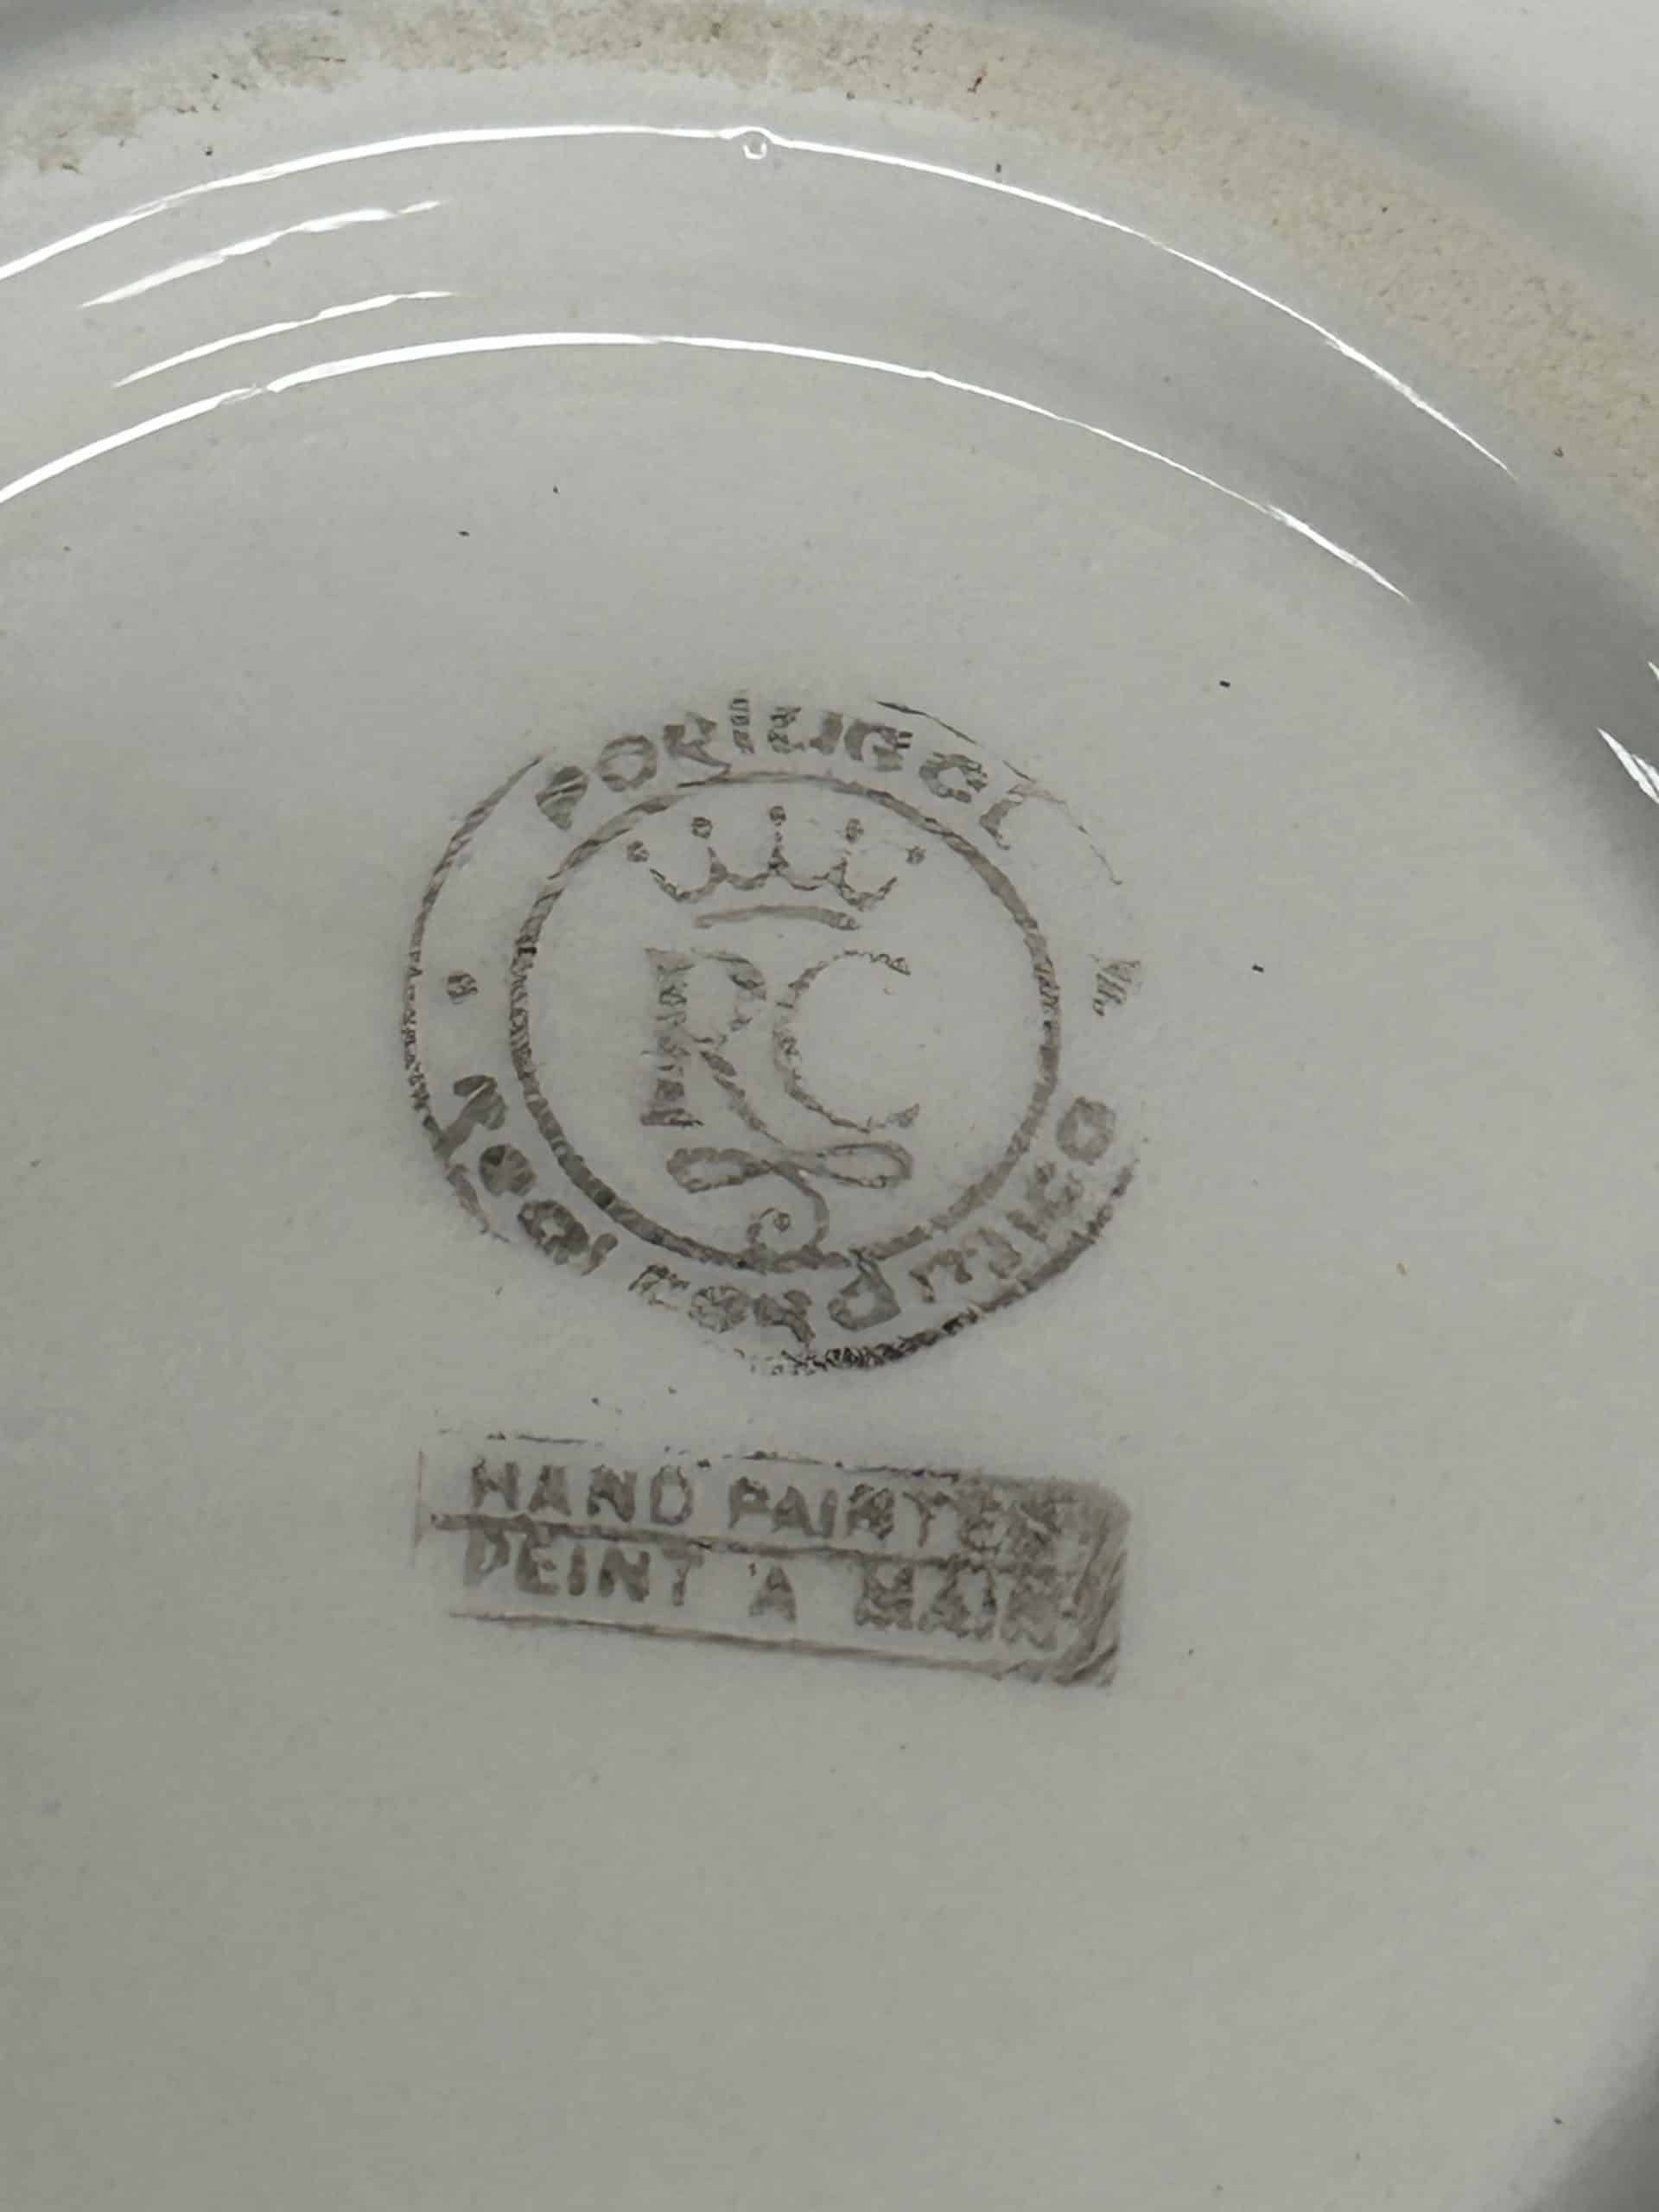 PORTUGAL
RC
HAND PAINTED
PEINT A MAIN